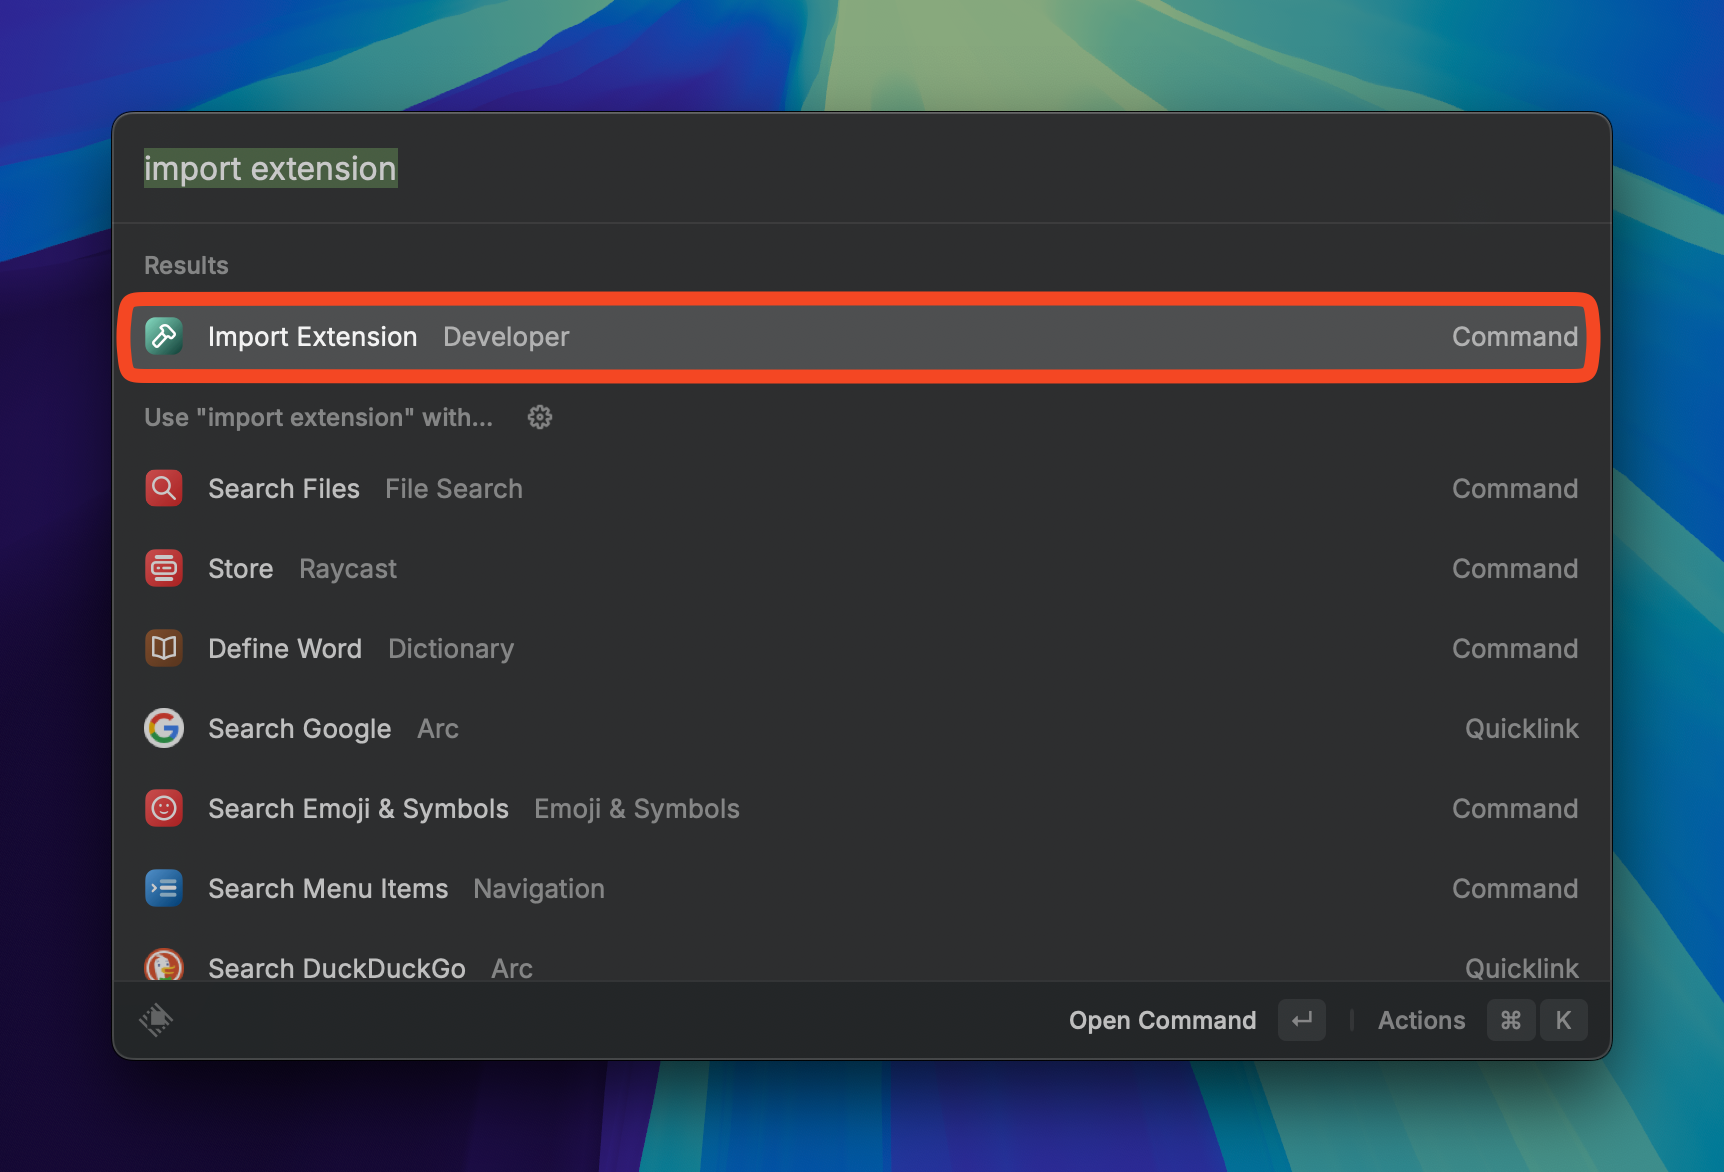 import extension
Results
Import Extension Developer Command
Use "import extension" with...
Search Files File Search Command
Store Raycast Command
Define Word Dictionary Command
Search Google Arc Quicklink
Search Emoji & Symbols Emoji & Symbols Command
Search Menu Items Navigation Command
Search DuckDuckGo Arc Quicklink
Open Command ↵ | Actions ⌘ K